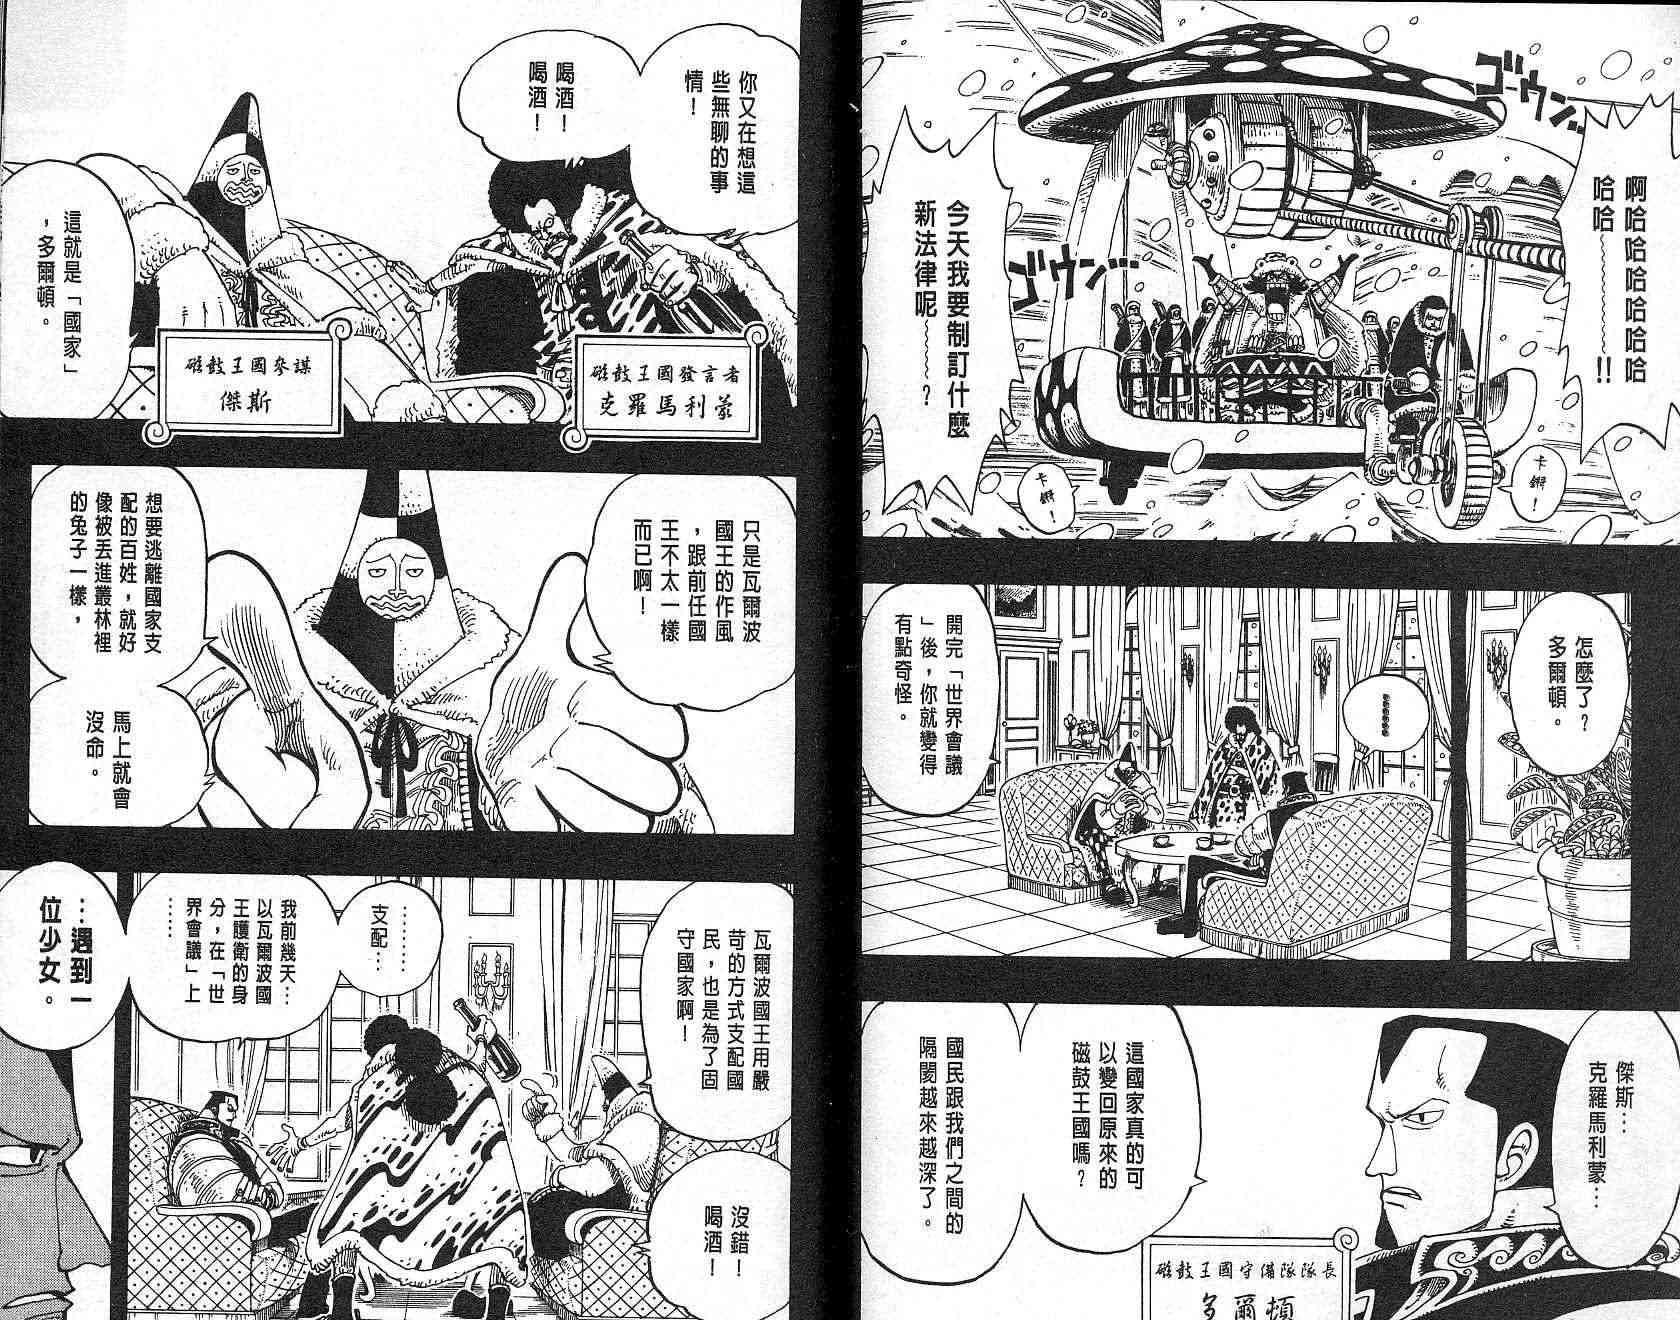 ゴーウン
啊哈哈哈哈哈哈
哈哈~~~~!!
今天我要制訂什麼
新法律呢~~~?
ゴウン
卡鏘!
卡鏘!
怎麼了?
多爾頓。
………
開完「世界會議
」後,你就變得
有點奇怪。
傑斯…
克羅馬利蒙…
這國家真的可
以變回原來的
磁鼓王國嗎?
國民跟我們之間的
隔閡越來越深了。
磁鼓王國守備隊隊長
多爾頓
你又在想這
些無聊的事
情!
喝酒!
喝酒!
磁鼓王國發言者
克羅馬利蒙
磁鼓王國參謀
傑斯
這就是「國家」
,多爾頓。
只是瓦爾波
國王的作風
,跟前任國
王不太一樣
而已啊!
想要逃離國家支
配的百姓,就好
像被丟進叢林裡
的兔子一樣,
馬上就會
沒命。
瓦爾波國王用嚴
苛的方式支配國
民,也是為了固
守國家啊!
沒錯!
喝酒!
……
支配…
我前幾天…
以瓦爾波國
王護衛的身
分,在「世
界會議」上
……
…遇到一
位少女。